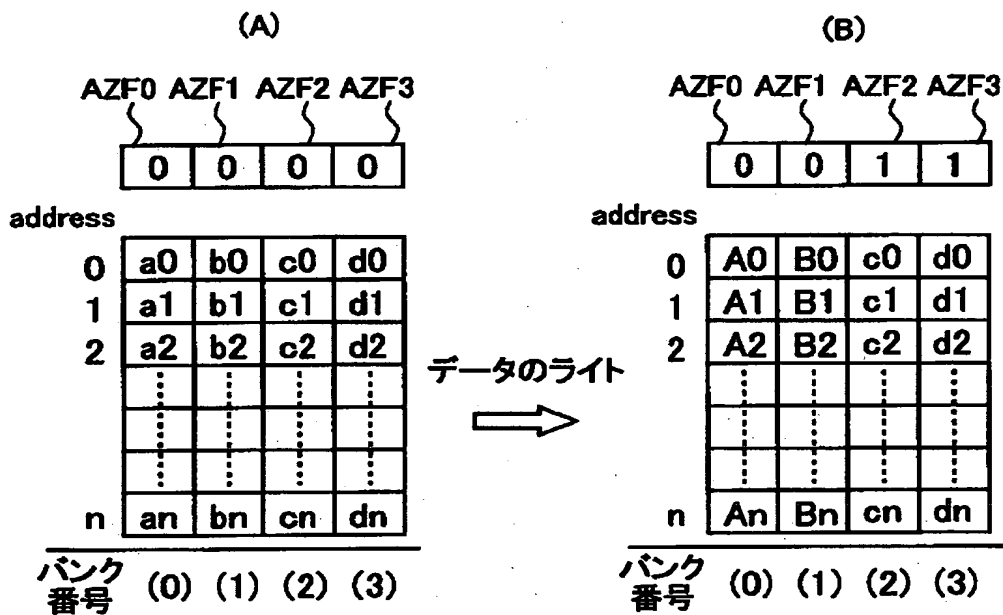 (A)
AZF0 AZF1 AZF2 AZF3
0 0 0 0
address
0 a0 b0 c0 d0
1 a1 b1 c1 d1
2 a2 b2 c2 d2
n an bn cn dn
バンク番号 (0) (1) (2) (3)
データのライト
(B)
AZF0 AZF1 AZF2 AZF3
0 0 1 1
address
0 A0 B0 c0 d0
1 A1 B1 c1 d1
2 A2 B2 c2 d2
n An Bn cn dn
バンク番号 (0) (1) (2) (3)